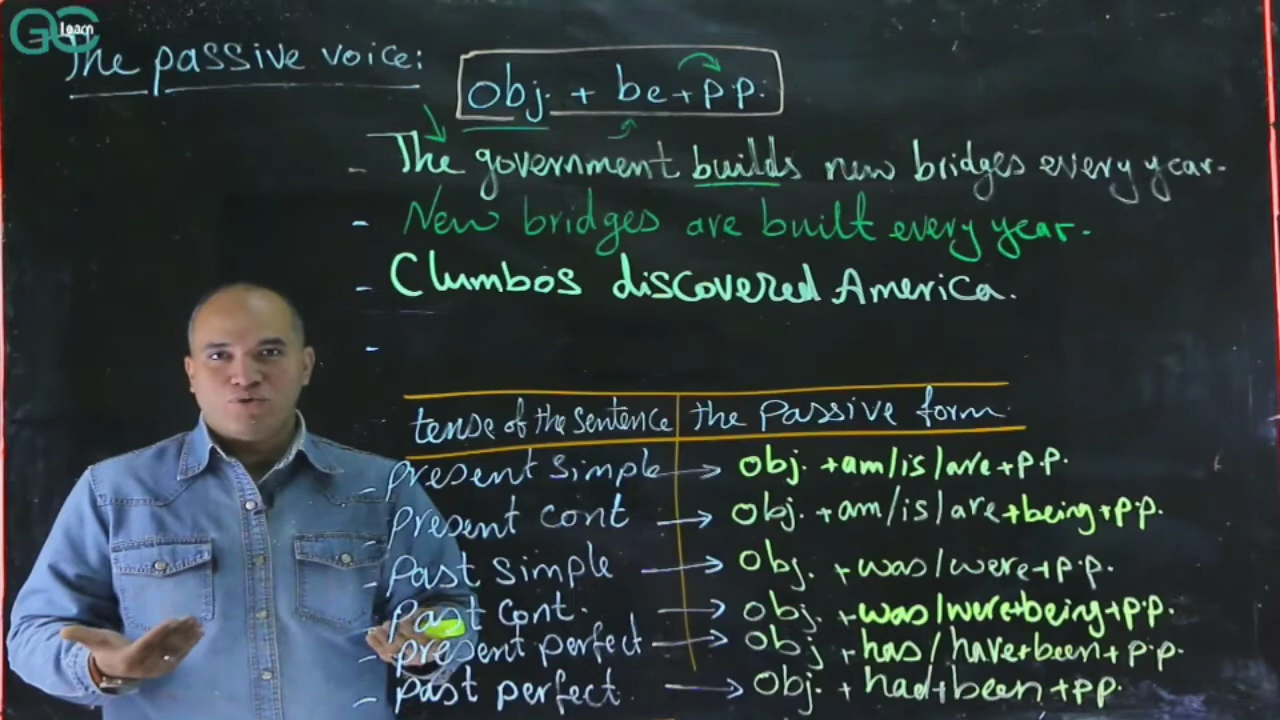 GC learn
The passive voice:
obj. + be + p.p.
- The government builds new bridges every year.
- New bridges are built every year.
- Clumbos discovered America.
-
tense of the sentence the passive form
- present simple → obj. + am/is/are + p.p.
- present cont → obj. + am/is/are + being + p.p.
- Past simple → obj. + was/were + p.p.
- Past cont. → obj. + was/were + being + p.p.
- present perfect → obj + has/have + been + p.p.
- past perfect. → obj. + had + been + pp.